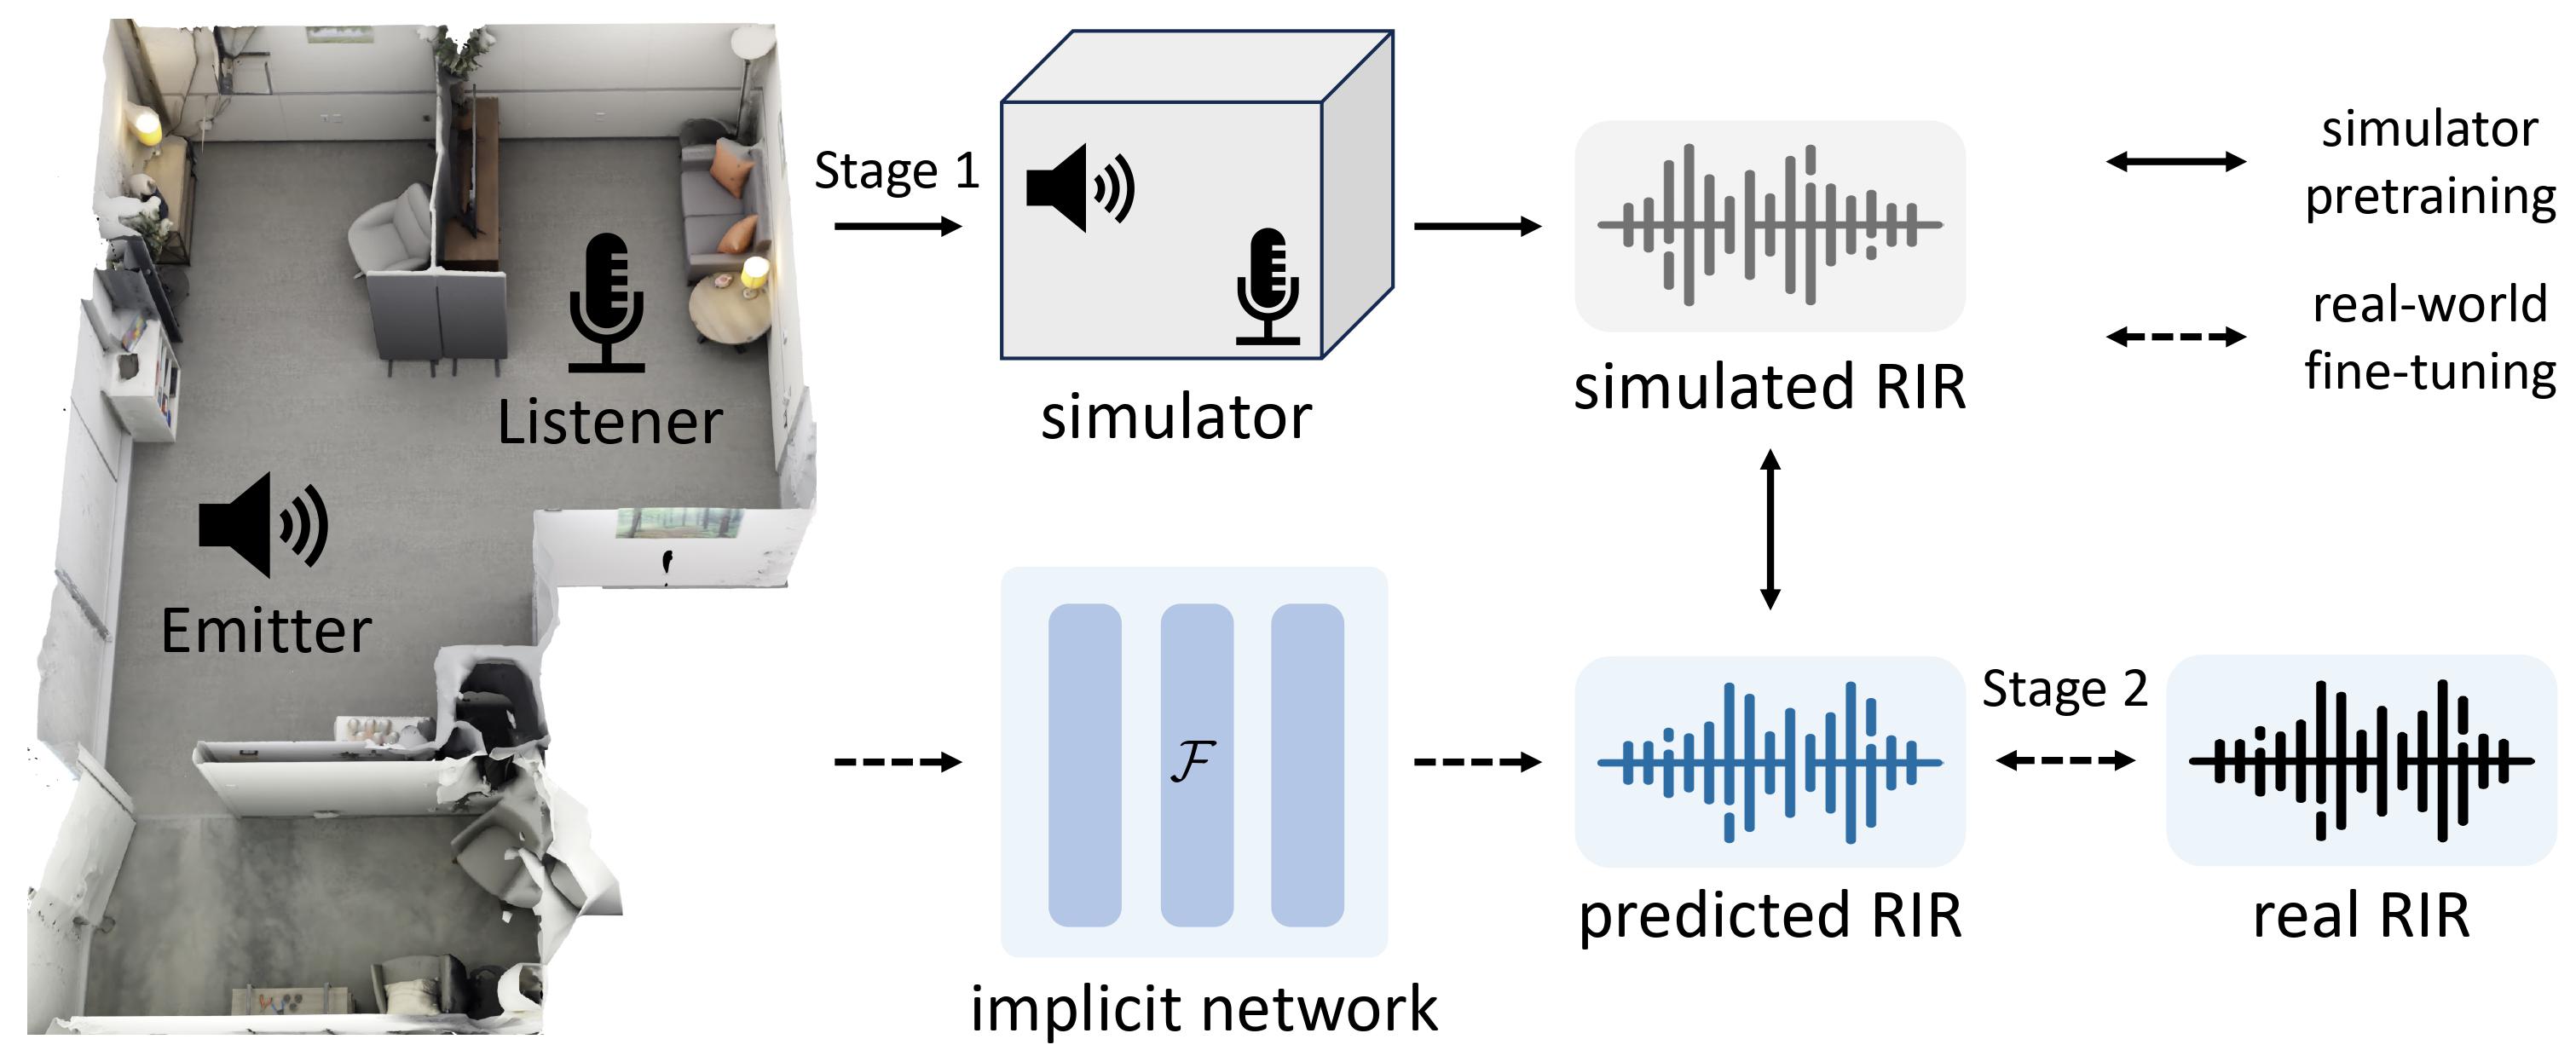 Stage 1
simulator
pretraining
real-world
fine-tuning
Listener
simulator
simulated RIR
Emitter
Stage 2
ℱ
predicted RIR
real RIR
implicit network